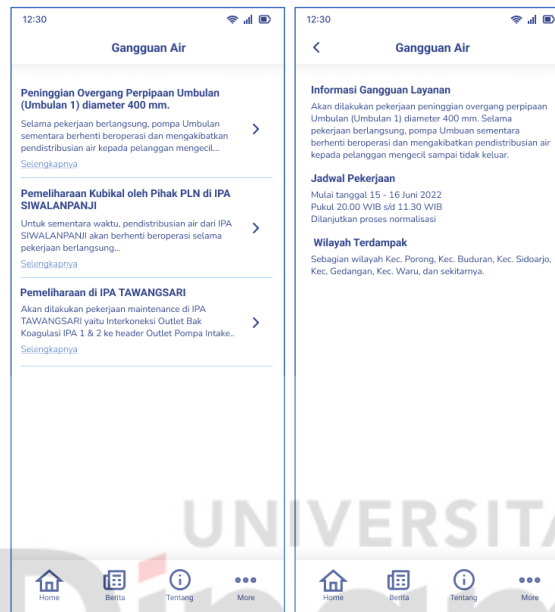 12:30
Gangguan Air
Peninggian Overgang Perpipaan Umbulan
(Umbulan 1) diameter 400 mm.
Selama pekerjaan berlangsung, pompa Umbulan
sementara berhenti beroperasi dan mengakibatkan
pendistribusian air kepada pelanggan mengecil...
Selengkapnya
Pemeliharaan Kubikal oleh Pihak PLN di IPA
SIWALANPANJI
Untuk sementara waktu, pendistribusian air dari IPA
SIWALANPANJI akan berhenti beroperasi selama
pekerjaan berlangsung...
Selengkapnya
Pemeliharaan di IPA TAWANGSARI
Akan dilakukan pekerjaan maintenance di IPA
TAWANGSARI yaitu Interkoneksi Outlet Bak
Koagulasi IPA 1 & 2 ke header Outlet Pompa Intake..
Selengkapnya
Home Berita Tentang More
12:30
Gangguan Air
Informasi Gangguan Layanan
Akan dilakukan pekerjaan peninggian overgang perpipaan
Umbulan (Umbulan 1) diameter 400 mm. Selama
pekerjaan berlangsung, pompa Umbuan sementara
berhenti beroperasi dan mengakibatkan pendistribusian air
kepada pelanggan mengecil sampai tidak keluar.
Jadwal Pekerjaan
Mulai tanggal 15 - 16 Juni 2022
Pukul 20.00 WIB s/d 11.30 WIB
Dilanjutkan proses normalisasi
Wilayah Terdampak
Sebagian wilayah Kec. Porong, Kec. Buduran, Kec. Sidoarjo,
Kec, Gedangan, Kec. Waru, dan sekitarnya.
Home Berita Tentang More
UNIVERSITA